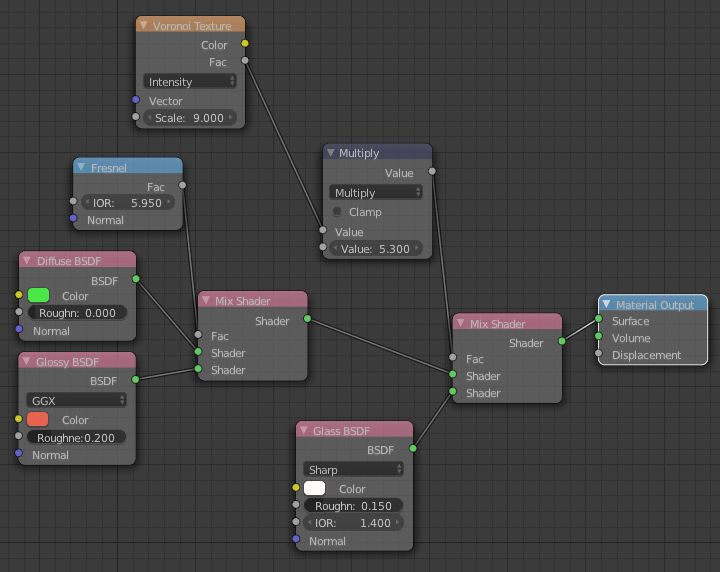 Voronoi Texture
Color
Fac
Intensity
Vector
Scale: 9.000
Fresnel
Fac
IOR: 5.950
Normal
Multiply
Value
Multiply
Clamp
Value
Value: 5.300
Diffuse BSDF
BSDF
Color
Roughn: 0.000
Normal
Mix Shader
Shader
Fac
Shader
Shader
Glossy BSDF
BSDF
GGX
Color
Roughne:0.200
Normal
Mix Shader
Shader
Fac
Shader
Shader
Material Output
Surface
Volume
Displacement
Glass BSDF
BSDF
Sharp
Color
Roughn: 0.150
IOR: 1.400
Normal